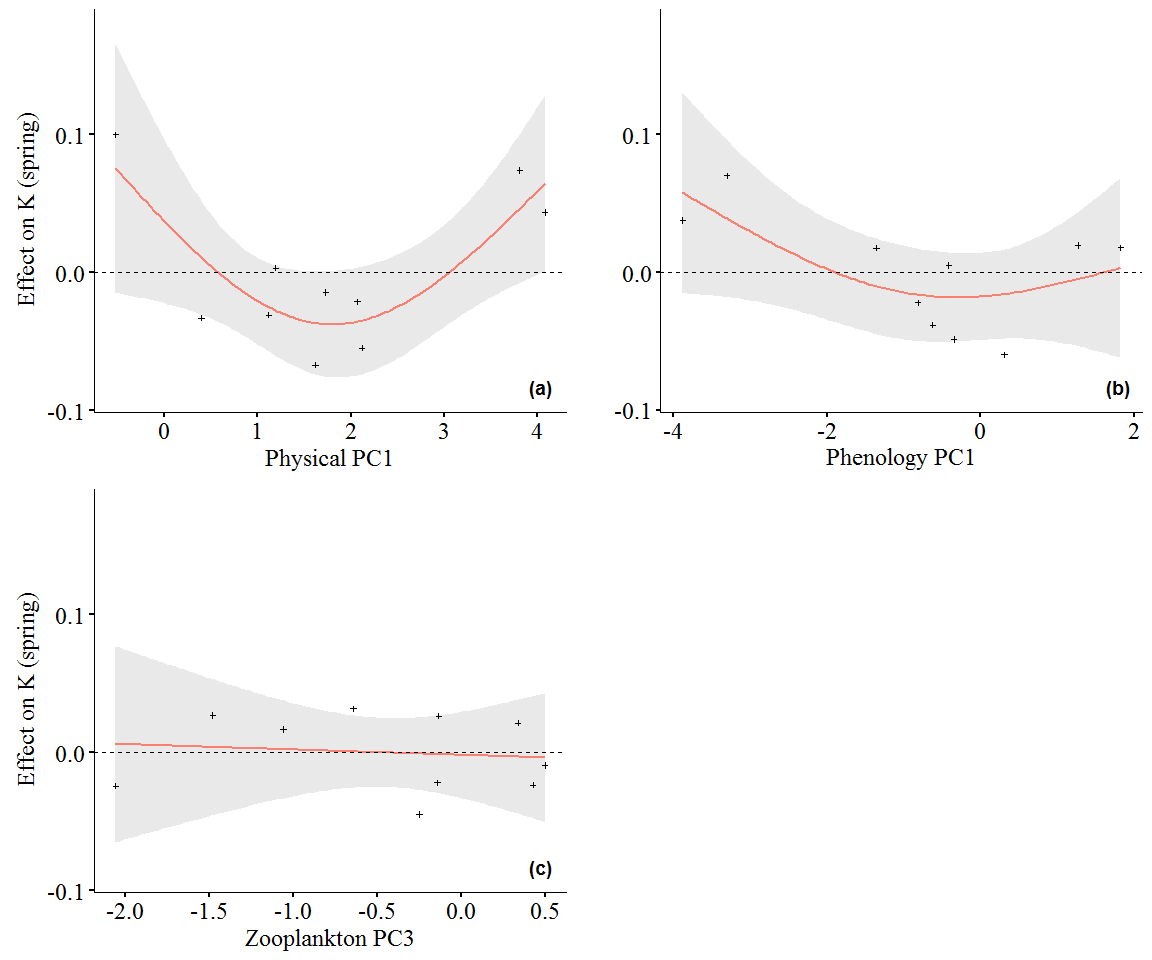 Effect on K (spring)
0.1
0.0
-0.1
(a)
0 1 2 3 4
Physical PC1
0.1
0.0
-0.1
(b)
-4 -2 0 2
Phenology PC1
Effect on K (spring)
0.1
0.0
-0.1
(c)
-2.0 -1.5 -1.0 -0.5 0.0 0.5
Zooplankton PC3